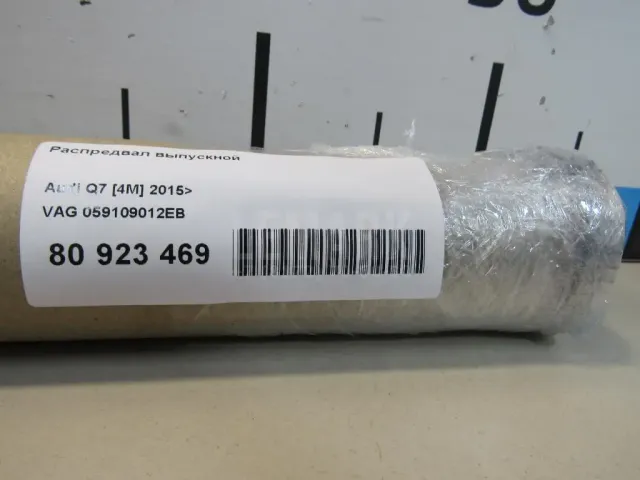 Распредвал выпускной
Audi Q7 [4M] 2015>
VAG 059109012EB
80 923 469